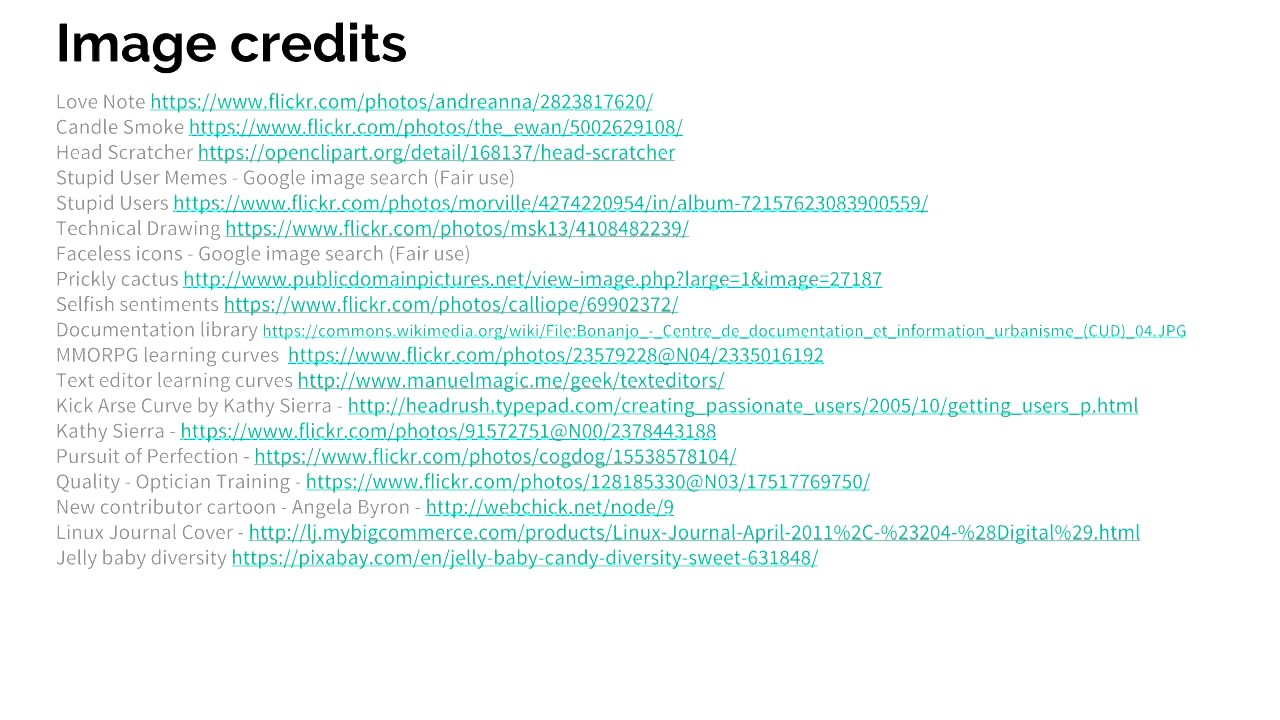 Image credits
Love Note https://www.flickr.com/photos/andreanna/2823817620/
Candle Smoke https://www.flickr.com/photos/the_ewan/5002629108/
Head Scratcher https://openclipart.org/detail/168137/head-scratcher
Stupid User Memes - Google image search (Fair use)
Stupid Users https://www.flickr.com/photos/morville/4274220954/in/album-72157623083900559/
Technical Drawing https://www.flickr.com/photos/msk13/4108482239/
Faceless icons - Google image search (Fair use)
Prickly cactus http://www.publicdomainpictures.net/view-image.php?large=1&image=27187
Selfish sentiments https://www.flickr.com/photos/calliope/69902372/
Documentation library https://commons.wikimedia.org/wiki/File:Bonanjo_-_Centre_de_documentation_et_information_urbanisme_(CUD)_04.JPG
MMORPG learning curves https://www.flickr.com/photos/23579228@N04/2335016192
Text editor learning curves http://www.manuelmagic.me/geek/texteditors/
Kick Arse Curve by Kathy Sierra - http://headrush.typepad.com/creating_passionate_users/2005/10/getting_users_p.html
Kathy Sierra - https://www.flickr.com/photos/91572751@N00/2378443188
Pursuit of Perfection - https://www.flickr.com/photos/cogdog/15538578104/
Quality - Optician Training - https://www.flickr.com/photos/128185330@N03/17517769750/
New contributor cartoon - Angela Byron - http://webchick.net/node/9
Linux Journal Cover - http://lj.mybigcommerce.com/products/Linux-Journal-April-2011%2C-%23204-%28Digital%29.html
Jelly baby diversity https://pixabay.com/en/jelly-baby-candy-diversity-sweet-631848/